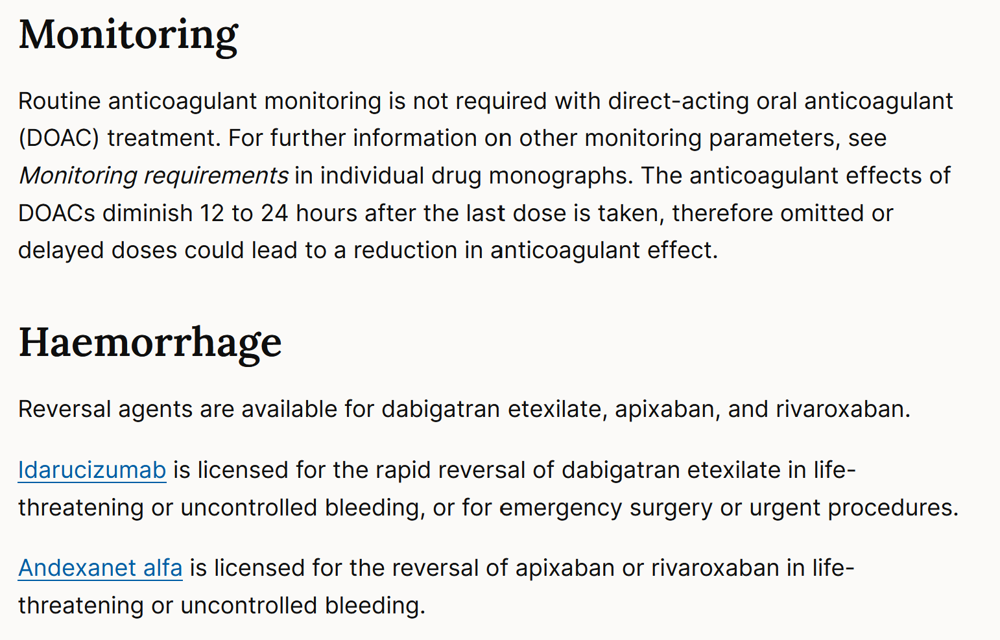 Monitoring
Routine anticoagulant monitoring is not required with direct-acting oral anticoagulant
(DOAC) treatment. For further information on other monitoring parameters, see
Monitoring requirements in individual drug monographs. The anticoagulant effects of
DOACs diminish 12 to 24 hours after the last dose is taken, therefore omitted or
delayed doses could lead to a reduction in anticoagulant effect.
Haemorrhage
Reversal agents are available for dabigatran etexilate, apixaban, and rivaroxaban.
Idarucizumab is licensed for the rapid reversal of dabigatran etexilate in life-
threatening or uncontrolled bleeding, or for emergency surgery or urgent procedures.
Andexanet alfa is licensed for the reversal of apixaban or rivaroxaban in life-
threatening or uncontrolled bleeding.